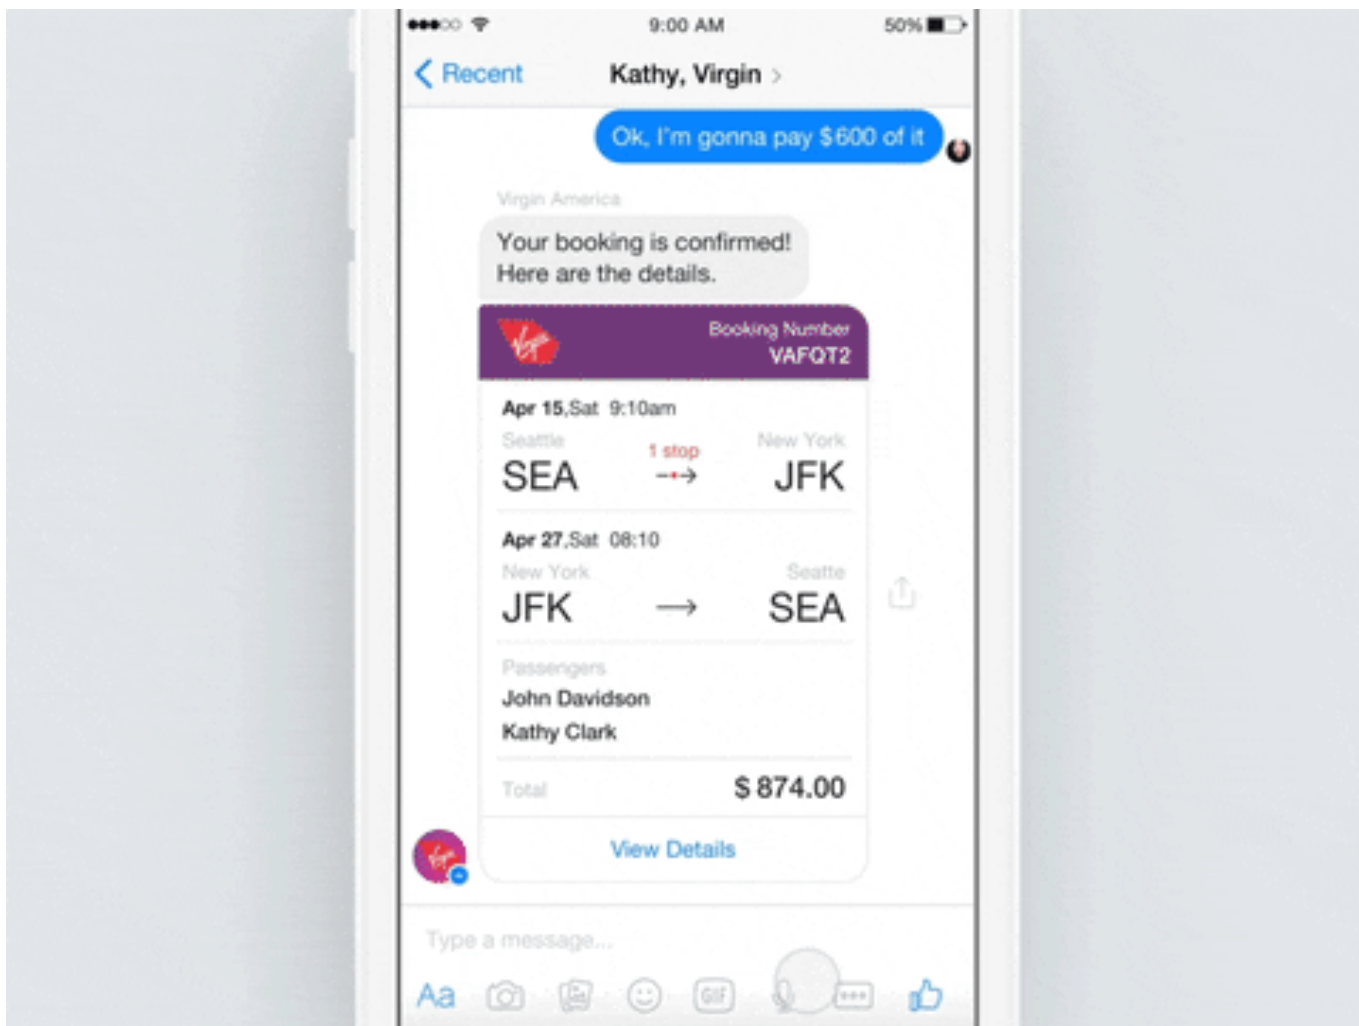 9:00 AM
50%
Recent
Kathy, Virgin
Ok, I'm gonna pay $600 of it
Virgin America
Your booking is confirmed!
Here are the details.
Virgin
Booking Number
VAFQT2
Apr 15,Sat 9:10am
Seattle
1 stop
New York
SEA
JFK
Apr 27,Sat 08:10
New York
Seatte
JFK
SEA
Passengers
John Davidson
Kathy Clark
Total
$ 874.00
View Details
Virgin
Type a message...
Aa
GIF